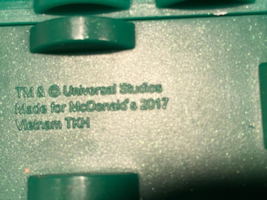 TM & © Universal Studios
Made for McDonald's 2017
Vietnam TKH